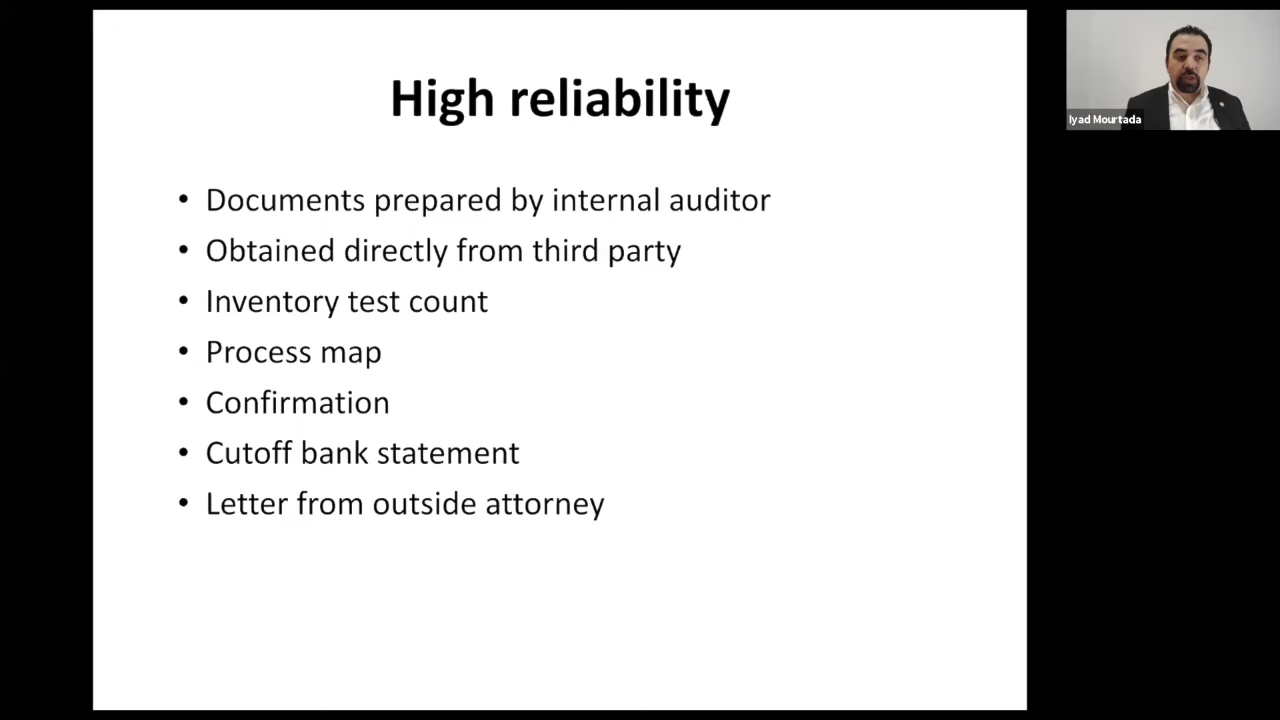 High reliability
• Documents prepared by internal auditor
• Obtained directly from third party
• Inventory test count
• Process map
• Confirmation
• Cutoff bank statement
• Letter from outside attorney
Iyad Mourtada